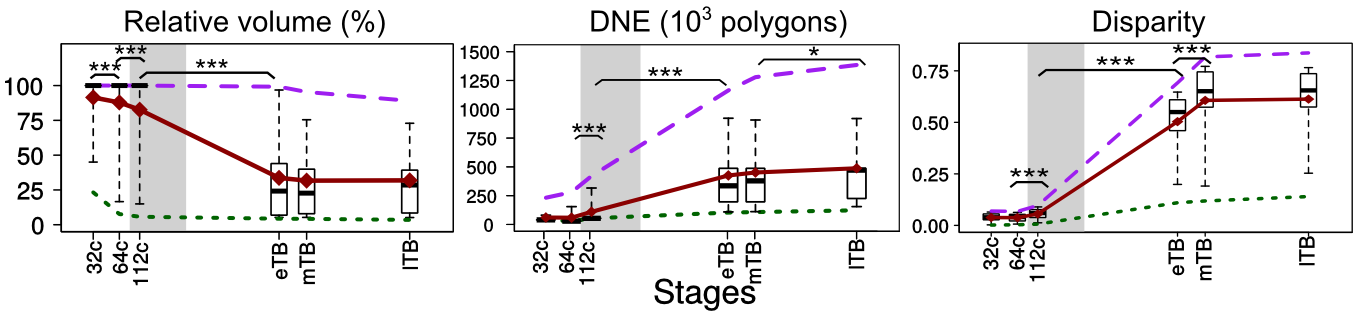 Relative volume (%)
DNE (10³ polygons)
Disparity
100
75
50
25
0
***
***
***
32c
64c
112c
eTB
mTB
lTB
1500
1250
1000
750
500
250
0
***
***
*
32c
64c
112c
eTB
mTB
lTB
0.75
0.50
0.25
0.00
***
***
***
32c
64c
112c
eTB
mTB
lTB
Stages